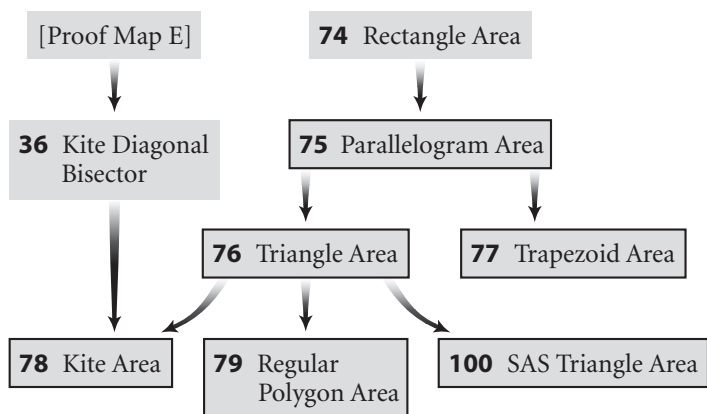 [Proof Map E]
74 Rectangle Area
36 Kite Diagonal
Bisector
75 Parallelogram Area
76 Triangle Area
77 Trapezoid Area
78 Kite Area
79 Regular
Polygon Area
100 SAS Triangle Area